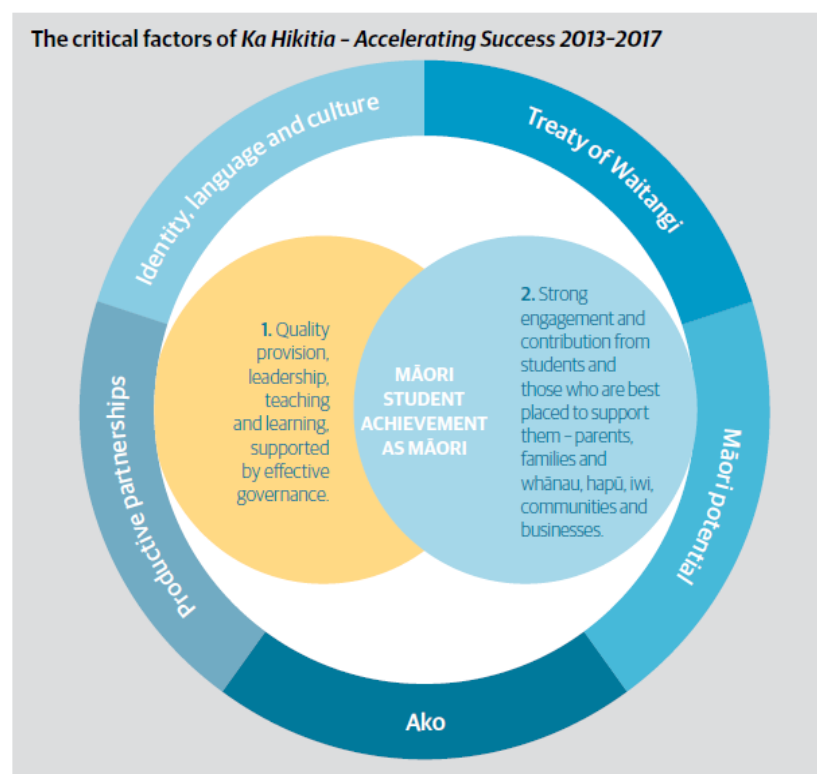 The critical factors of Ka Hikitia – Accelerating Success 2013–2017
Identity, language and culture
Treaty of Waitangi
1. Quality
provision,
leadership,
teaching
and learning,
supported
by effective
governance.
MĀORI
STUDENT
ACHIEVEMENT
AS MĀORI
2. Strong
engagement and
contribution from
students and
those who are best
placed to support
them – parents,
families and
whānau, hapū, iwi,
communities and
businesses.
Productive partnerships
Māori potential
Ako